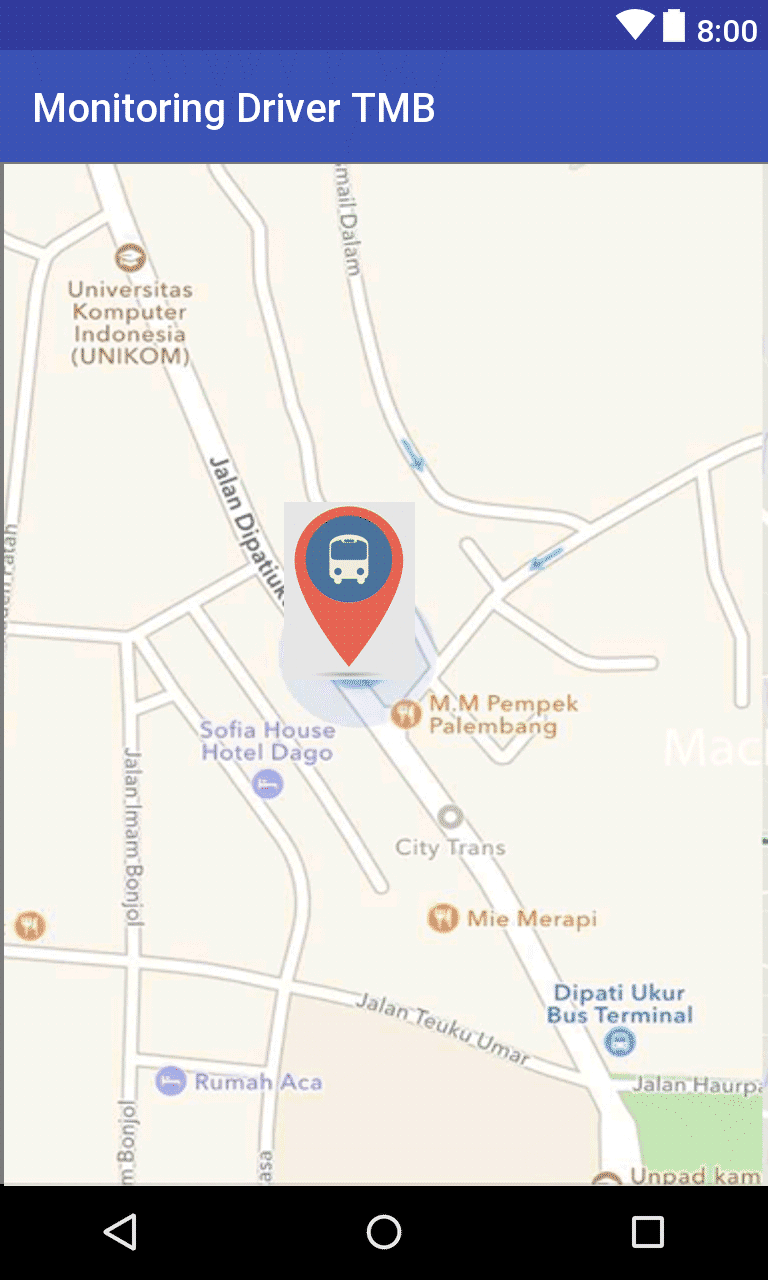 8:00
Monitoring Driver TMB
mail Dalam
Universitas
Komputer
Indonesia
(UNIKOM)
Jalan Dipatiuk
M.M Pempek
Palembang
Sofia House
Hotel Dago
Jalan Imam Bonjol
City Trans
Mie Merapi
Dipati Ukur
Bus Terminal
Jalan Teuku Umar
Rumah Aca
Jalan Haurpa
m Bonjol
asa
Unpad kam